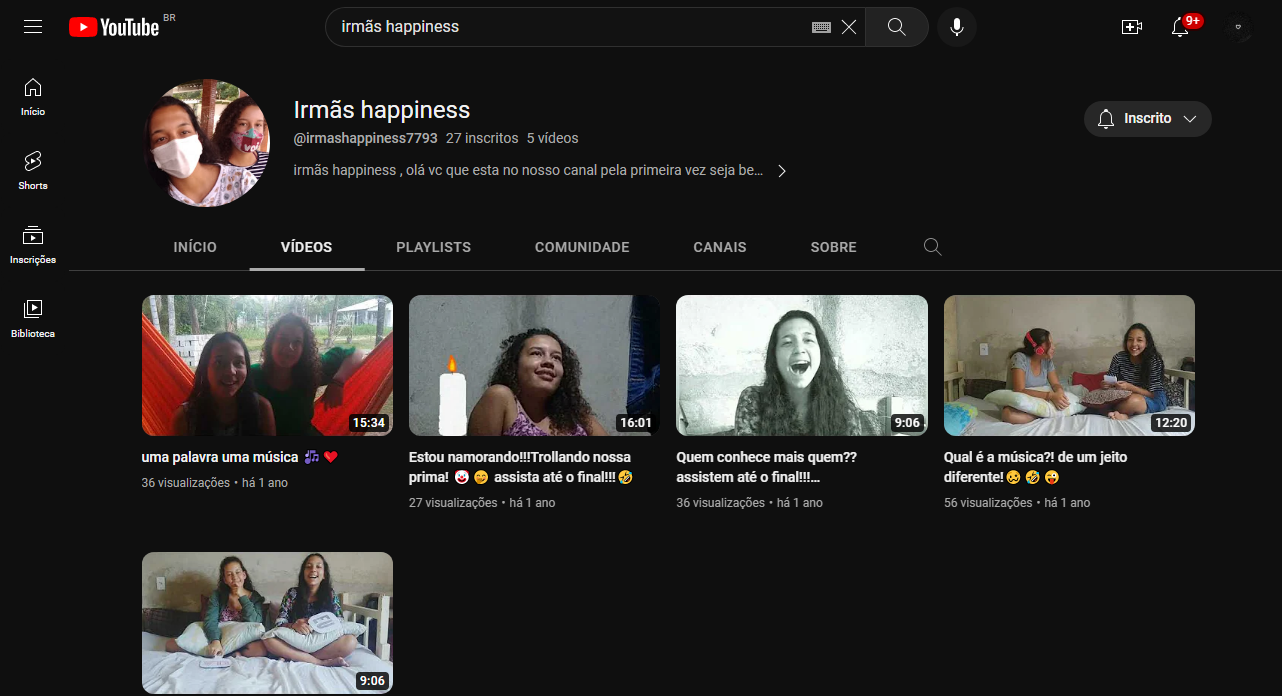 YouTube BR
irmãs happiness
9+
Início
Shorts
Inscrições
Biblioteca
Irmãs happiness
@irmashappiness7793 27 inscritos 5 vídeos
irmãs happiness , olá vc que esta no nosso canal pela primeira vez seja be...
Inscrito
INÍCIO VÍDEOS PLAYLISTS COMUNIDADE CANAIS SOBRE
15:34
uma palavra uma música 🎶 ❤️
36 visualizações • há 1 ano
16:01
Estou namorando!!!Trollando nossa
prima! 🤡 🤭 assista até o final!!!🤣
27 visualizações • há 1 ano
9:06
Quem conhece mais quem??
assistem até o final!!!...
36 visualizações • há 1 ano
12:20
Qual é a música?! de um jeito
diferente!😖 🤣 😜
56 visualizações • há 1 ano
9:06